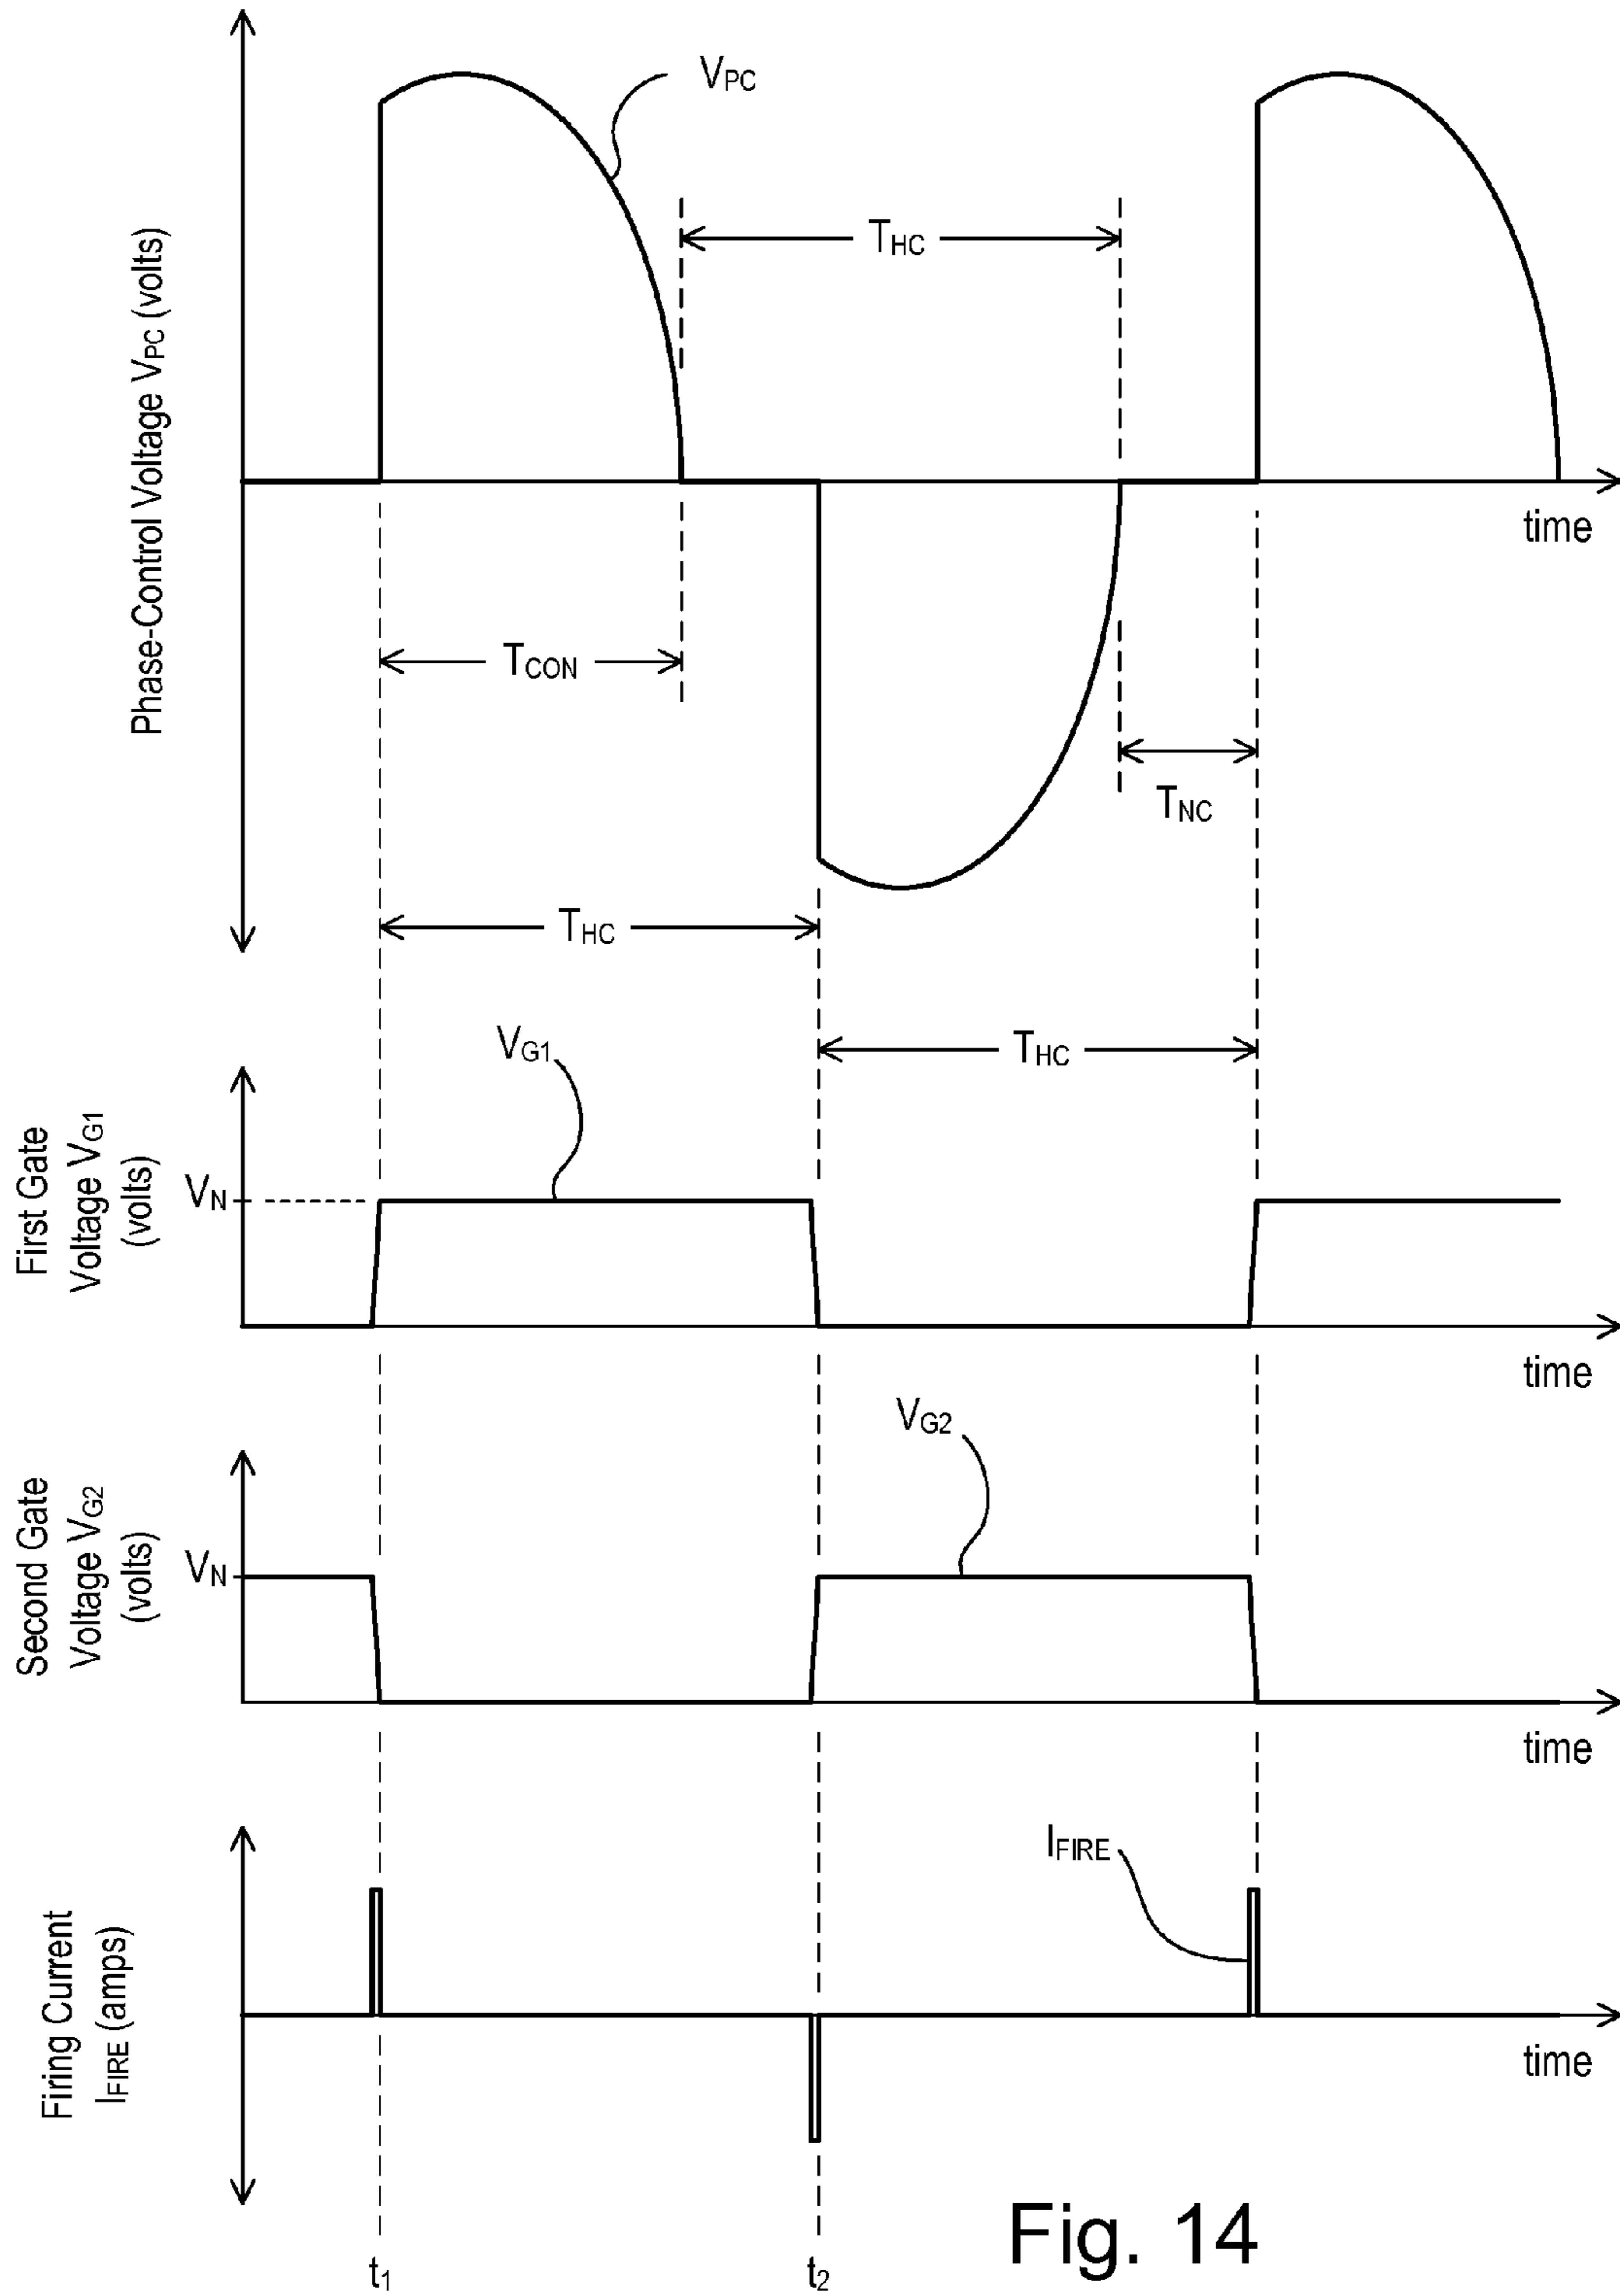 Phase-Control Voltage VPC (volts)
VPC
THC
time
TCON
TNC
THC
THC
First Gate
Voltage VG1
(volts)
VG1
VN
time
Second Gate
Voltage VG2
(volts)
VG2
VN
time
Firing Current
IFIRE (amps)
IFIRE
time
t1
t2
Fig. 14